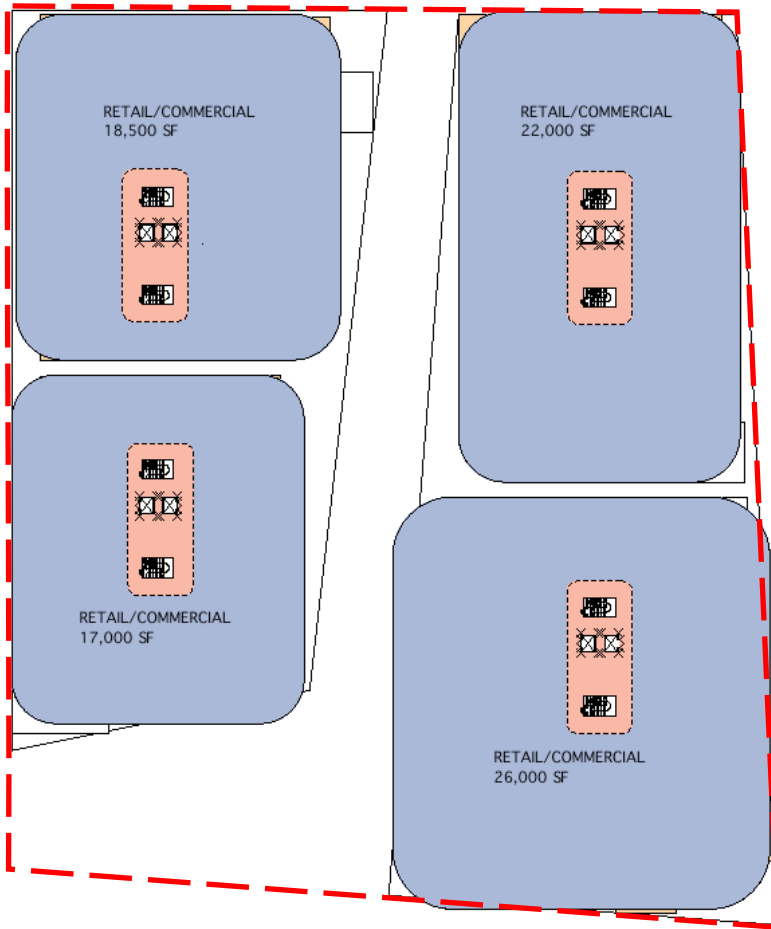 RETAIL/COMMERCIAL
18,500 SF
RETAIL/COMMERCIAL
22,000 SF
RETAIL/COMMERCIAL
17,000 SF
RETAIL/COMMERCIAL
26,000 SF